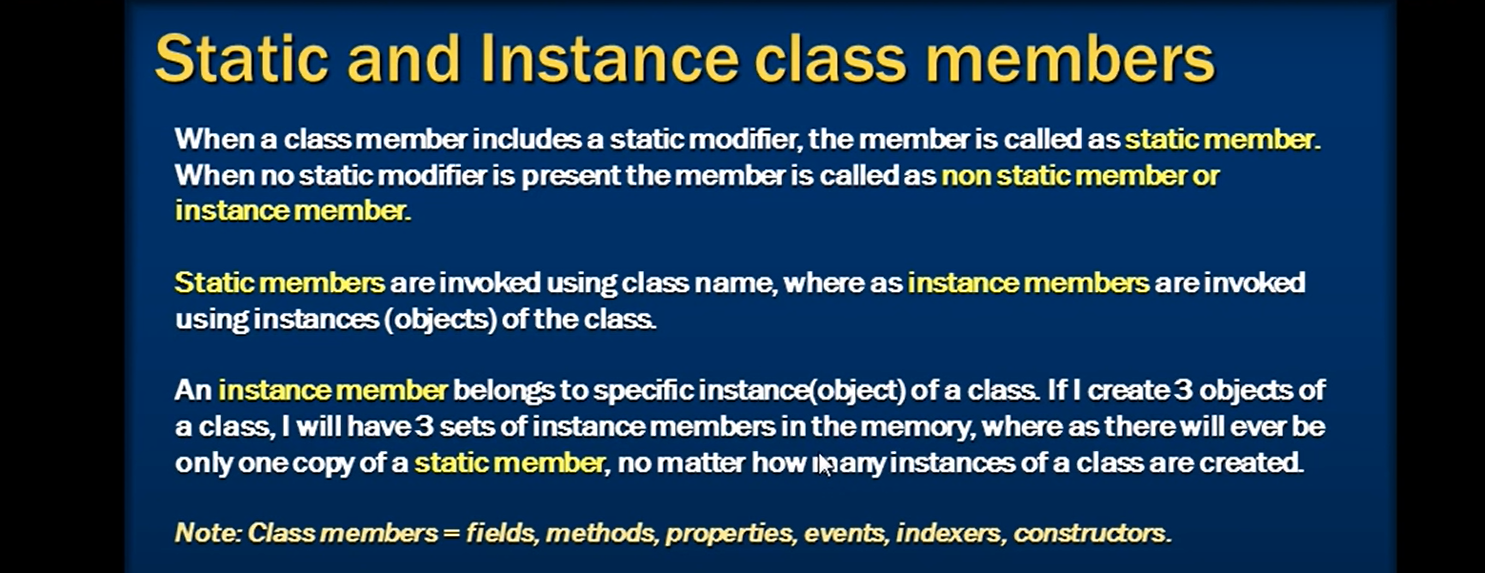 Static and Instance class members
When a class member includes a static modifier, the member is called as static member.
When no static modifier is present the member is called as non static member or
instance member.
Static members are invoked using class name, where as instance members are invoked
using instances (objects) of the class.
An instance member belongs to specific instance(object) of a class. If I create 3 objects of
a class, I will have 3 sets of instance members in the memory, where as there will ever be
only one copy of a static member, no matter how many instances of a class are created.
Note: Class members = fields, methods, properties, events, indexers, constructors.